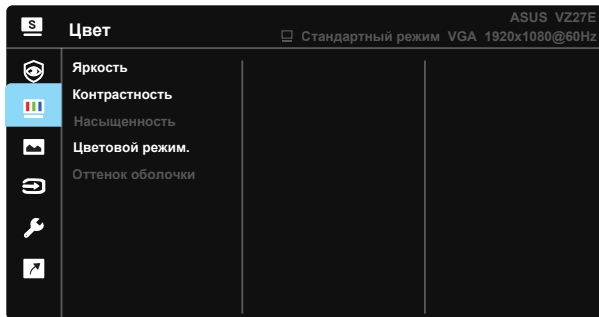 S
Цвет
ASUS VZ27E
Стандартный режим VGA 1920x1080@60Hz
Яркость
Контрастность
Насыщенность
Цветовой режим.
Оттенок оболочки